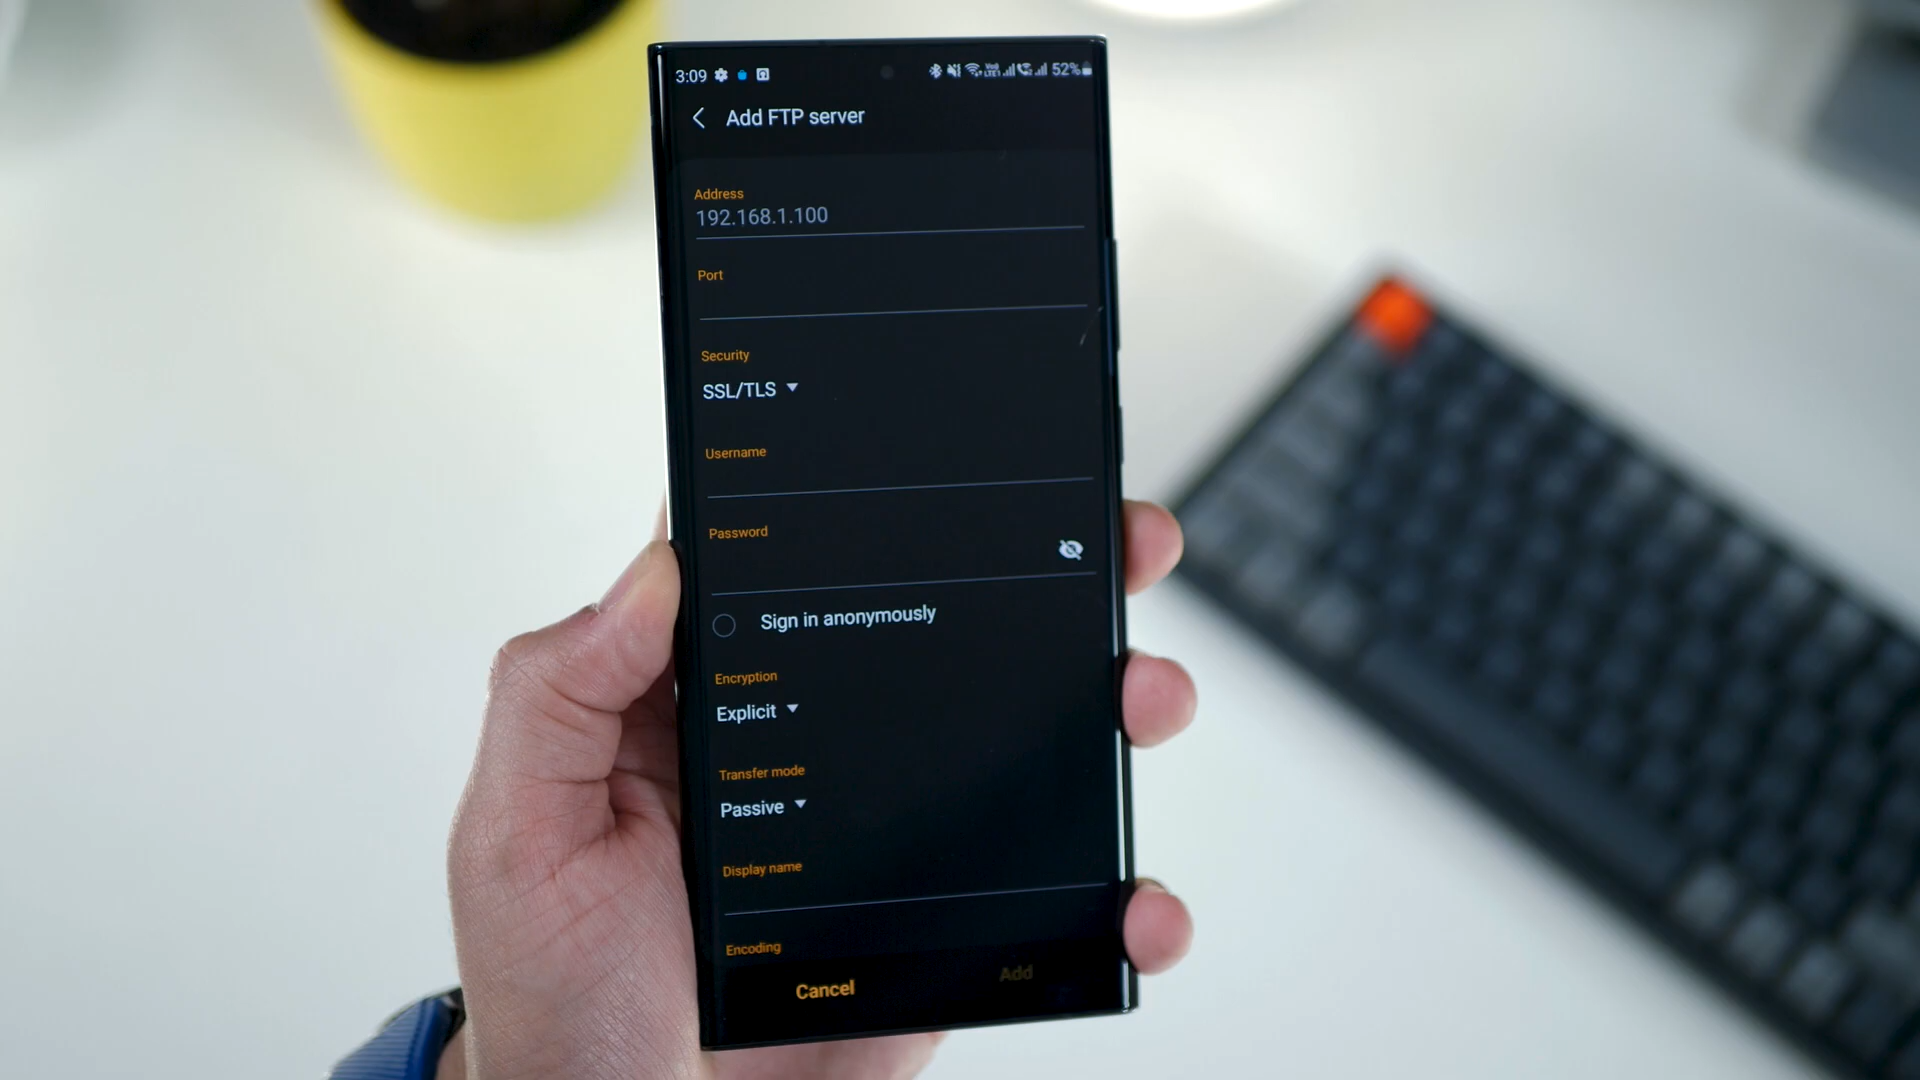 3:09 52%
Add FTP server
Address
192.168.1.100
Port
Security
SSL/TLS
Username
Password
Sign in anonymously
Encryption
Explicit
Transfer mode
Passive
Display name
Encoding
Cancel Add